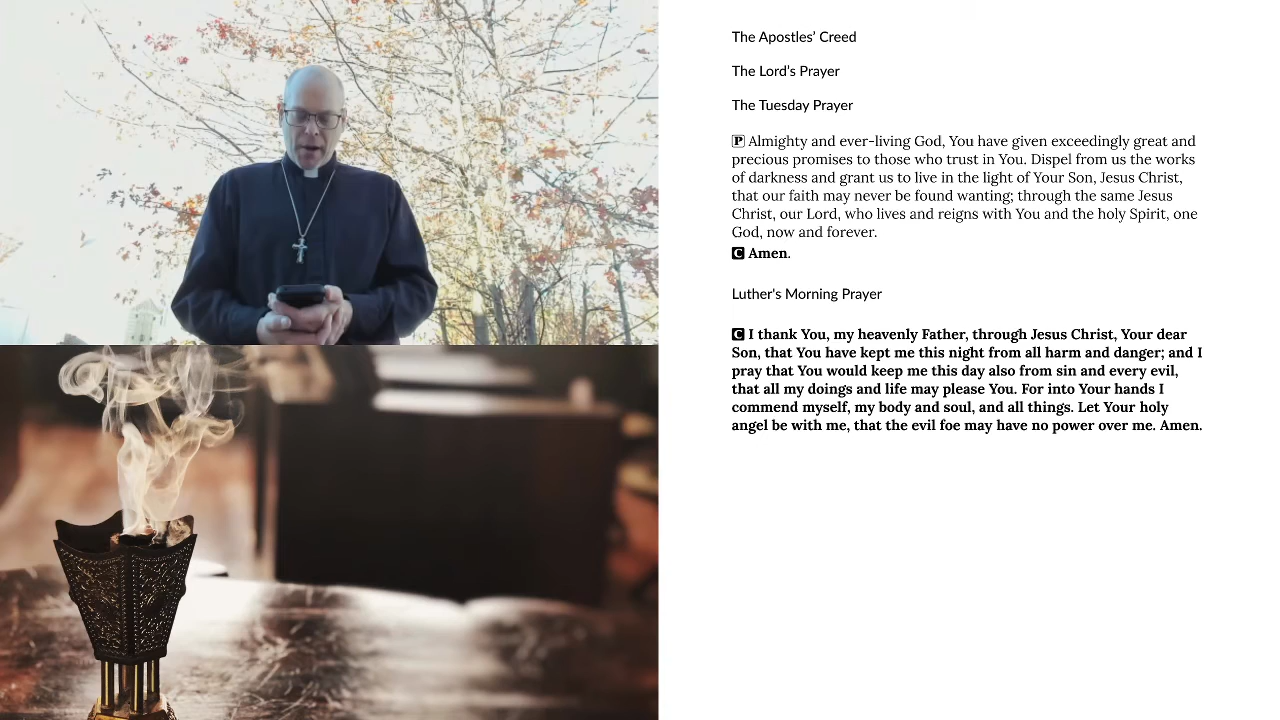 The Apostles’ Creed
The Lord's Prayer
The Tuesday Prayer
P Almighty and ever-living God, You have given exceedingly great and
precious promises to those who trust in You. Dispel from us the works
of darkness and grant us to live in the light of Your Son, Jesus Christ,
that our faith may never be found wanting; through the same Jesus
Christ, our Lord, who lives and reigns with You and the holy Spirit, one
God, now and forever.
C Amen.
Luther's Morning Prayer
C I thank You, my heavenly Father, through Jesus Christ, Your dear
Son, that You have kept me this night from all harm and danger; and I
pray that You would keep me this day also from sin and every evil,
that all my doings and life may please You. For into Your hands I
commend myself, my body and soul, and all things. Let Your holy
angel be with me, that the evil foe may have no power over me. Amen.